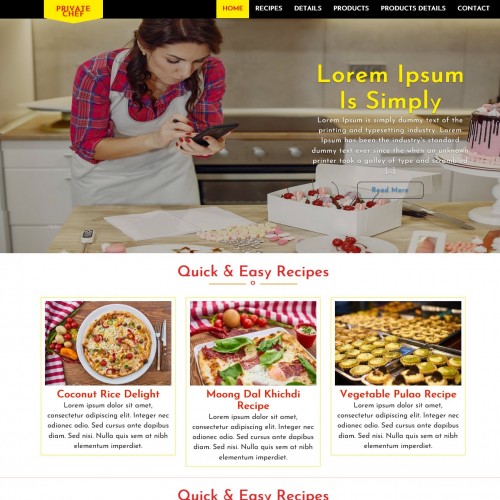 PRIVATE
CHEF
HOME RECIPES DETAILS PRODUCTS PRODUCTS DETAILS CONTACT
Lorem Ipsum
Is Simply
Lorem Ipsum is simply dummy text of the
printing and typesetting industry. Lorem
Ipsum has been the industry's standard
dummy text ever since the when an unknown
printer took a galley of type and scrambled
[...]
Read More
Quick & Easy Recipes
Coconut Rice Delight
Lorem ipsum dolor sit amet,
consectetur adipiscing elit. Integer nec
odionec odio. Sed cursus ante dapibus
diam. Sed nisi. Nulla quis sem at nibh
elementum imperdiet.
Moong Dal Khichdi
Recipe
Lorem ipsum dolor sit amet,
consectetur adipiscing elit. Integer nec
odionec odio. Sed cursus ante dapibus
diam. Sed nisi. Nulla quis sem at nibh
elementum imperdiet.
Vegetable Pulao Recipe
Lorem ipsum dolor sit amet,
consectetur adipiscing elit. Integer nec
odionec odio. Sed cursus ante dapibus
diam. Sed nisi. Nulla quis sem at nibh
elementum imperdiet.
Quick & Easy Recipes